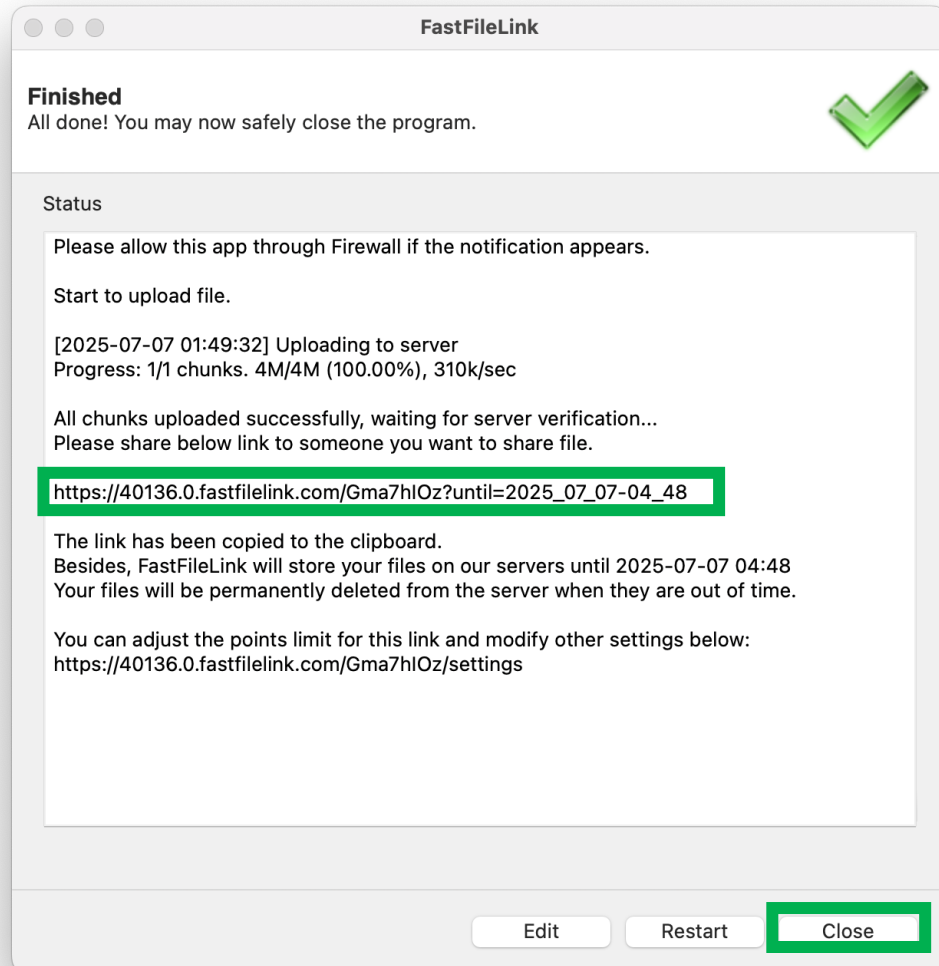 FastFileLink
Finished
All done! You may now safely close the program.
Status
Please allow this app through Firewall if the notification appears.
Start to upload file.
[2025-07-07 01:49:32] Uploading to server
Progress: 1/1 chunks. 4M/4M (100.00%), 310k/sec
All chunks uploaded successfully, waiting for server verification...
Please share below link to someone you want to share file.
https://40136.0.fastfilelink.com/Gma7hIOz?until=2025_07_07-04_48
The link has been copied to the clipboard.
Besides, FastFileLink will store your files on our servers until 2025-07-07 04:48
Your files will be permanently deleted from the server when they are out of time.
You can adjust the points limit for this link and modify other settings below:
https://40136.0.fastfilelink.com/Gma7hIOz/settings
Edit
Restart
Close